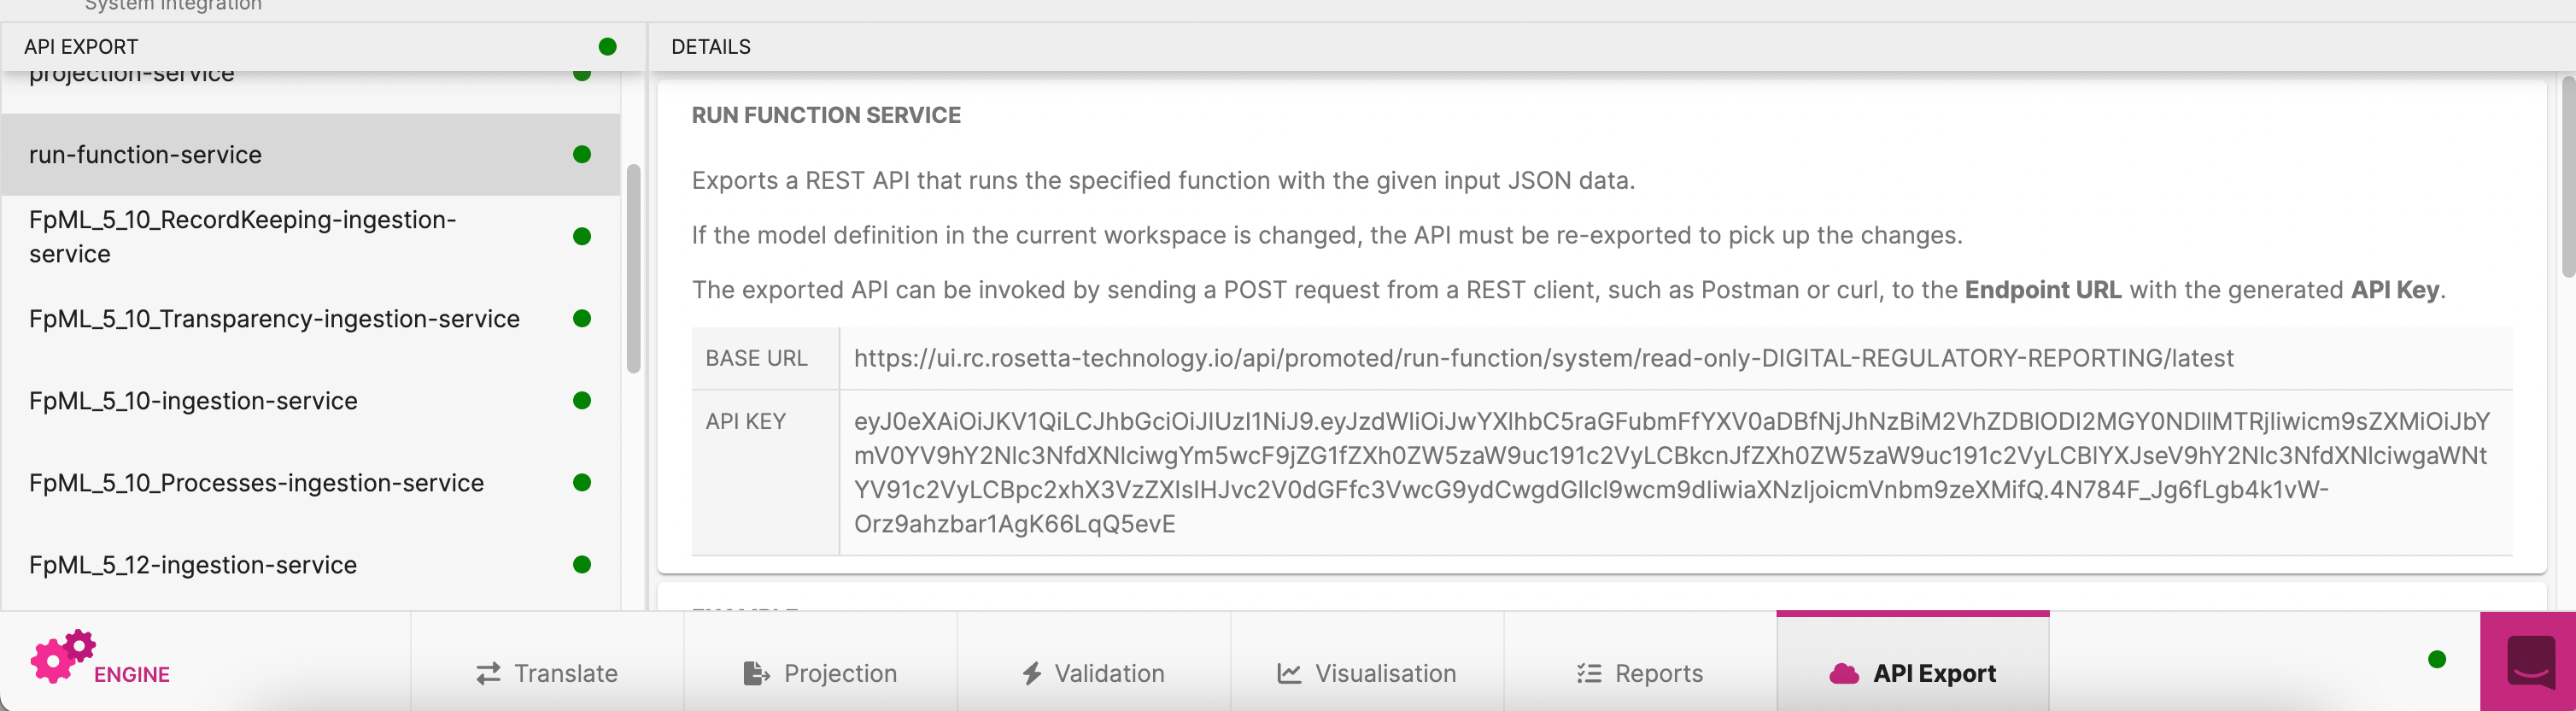 System Integration
API EXPORT
DETAILS
projection-service
run-function-service
FpML_5_10_RecordKeeping-ingestion-
service
FpML_5_10_Transparency-ingestion-service
FpML_5_10-ingestion-service
FpML_5_10_Processes-ingestion-service
FpML_5_12-ingestion-service
RUN FUNCTION SERVICE
Exports a REST API that runs the specified function with the given input JSON data.
If the model definition in the current workspace is changed, the API must be re-exported to pick up the changes.
The exported API can be invoked by sending a POST request from a REST client, such as Postman or curl, to the Endpoint URL with the generated API Key.
BASE URL https://ui.rc.rosetta-technology.io/api/promoted/run-function/system/read-only-DIGITAL-REGULATORY-REPORTING/latest
API KEY
EXAMPLE
ENGINE
Translate
Projection
Validation
Visualisation
Reports
API Export